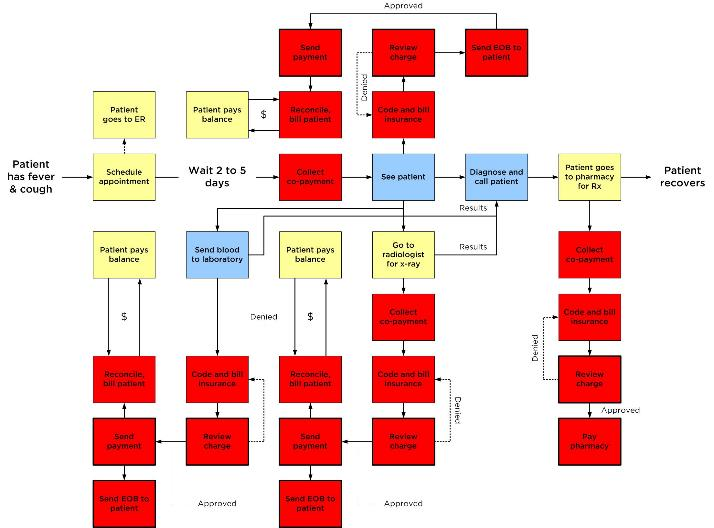 Approved
Send
payment
Review
charge
Send EOB to
patient
Denied
Patient
goes to ER
Patient pays
balance
$
Reconcile,
bill patient
Code and bill
insurance
Patient
has fever
& cough
Schedule
appointment
Wait 2 to 5
days
Collect
co-payment
See patient
Diagnose and
call patient
Patient goes
to pharmacy
for Rx
Patient
recovers
Results
Patient pays
balance
Send blood
to laboratory
Patient pays
balance
Go to
radiologist
for x-ray
Results
Collect
co-payment
$
Denied
$
Collect
co-payment
Code and bill
insurance
Denied
Reconcile,
bill patient
Code and bill
insurance
Reconcile,
bill patient
Code and bill
insurance
Denied
Review
charge
Approved
Send
payment
Review
charge
Send
payment
Review
charge
Pay
pharmacy
Send EOB to
patient
Approved
Send EOB to
patient
Approved